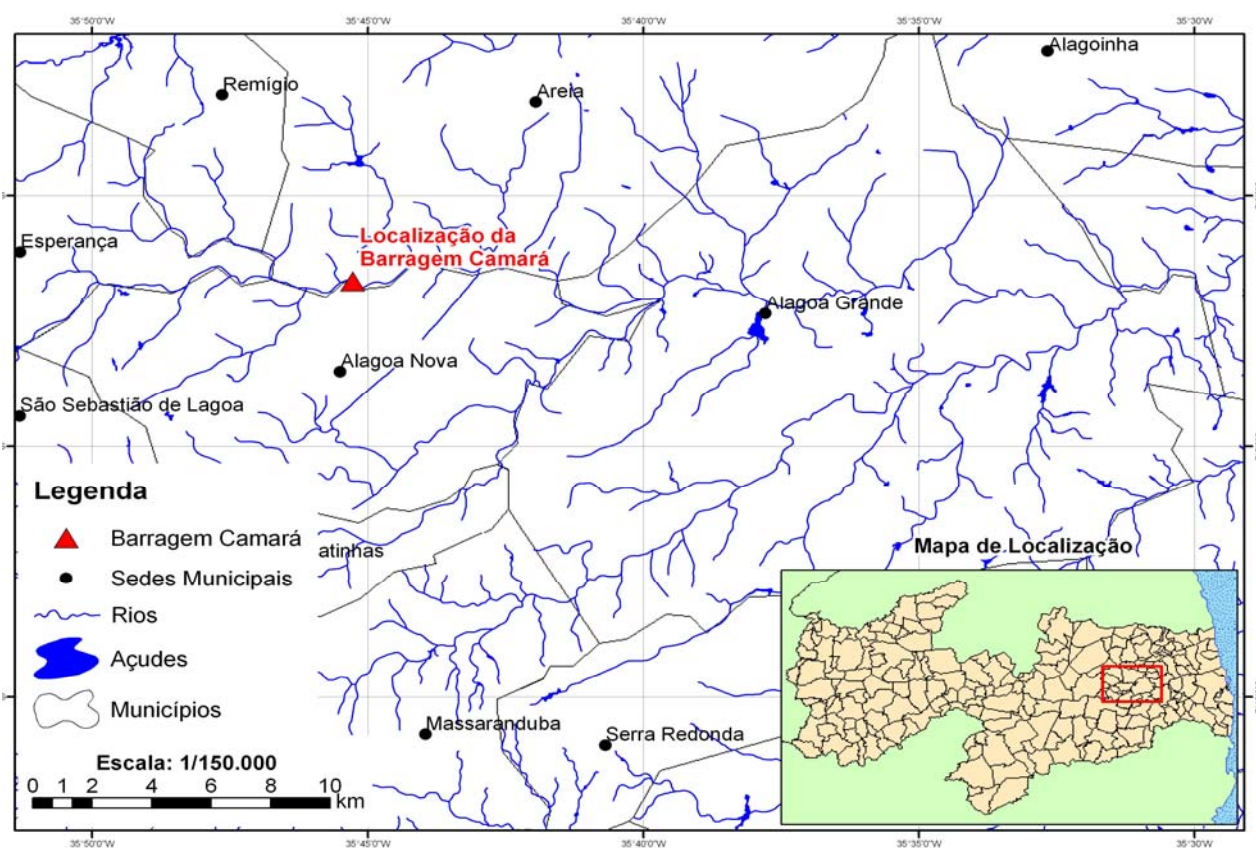 35°50'0"W 35°45'0"W 35°40'0"W 35°35'0"W 35°30'0"W
Alagoinha
Remígio
Areia
Localização da
Barragem Camará
Esperança
Alagoa Grande
Alagoa Nova
São Sebastião de Lagoa
Legenda
Barragem Camará
atinhas
Sedes Municipais
Rios
Açudes
Municípios
Mapa de Localização
Massaranduba
Serra Redonda
Escala: 1/150.000
0 1 2 4 6 8 10
km
35°50'0"W 35°45'0"W 35°40'0"W 35°35'0"W 35°30'0"W